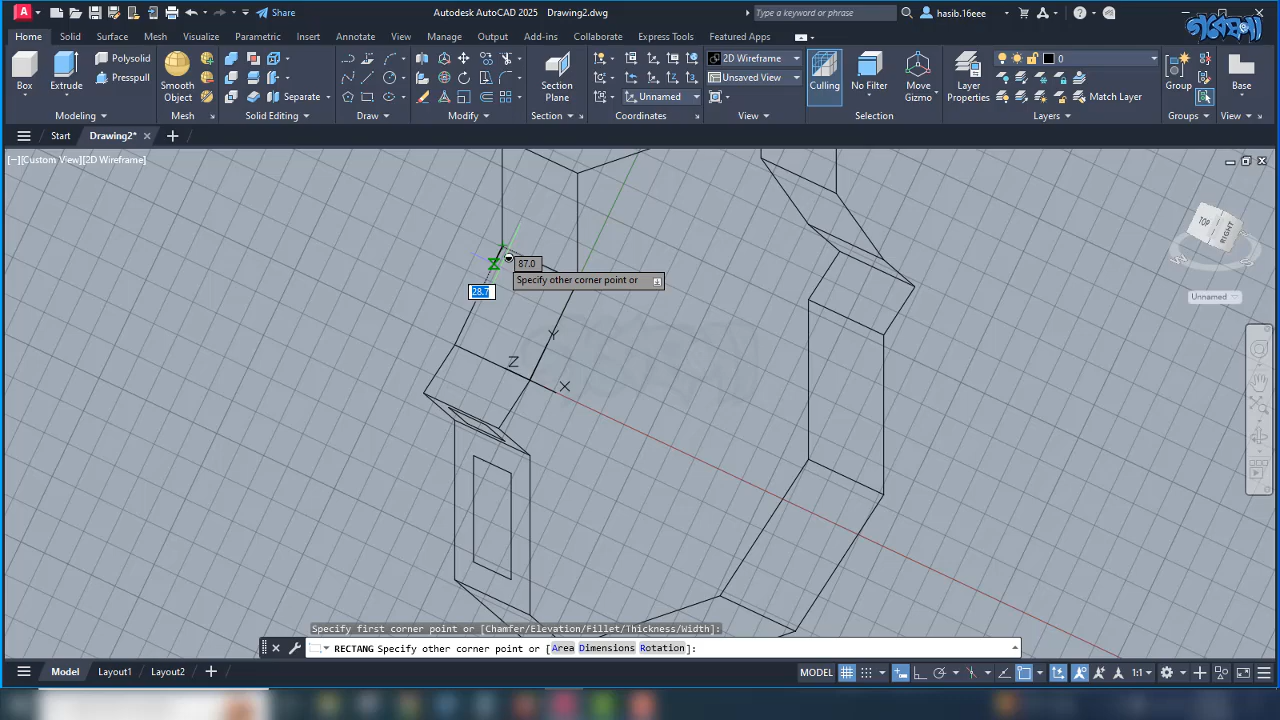 A
Share
Autodesk AutoCAD 2025 Drawing2.dwg
Type a keyword or phrase
hasib.16eee
গবেষণা
Home Solid Surface Mesh Visualize Parametric Insert Annotate View Manage Output Add-ins Collaborate Express Tools Featured Apps
Box
Extrude
Polysolid
Presspull
Smooth
Object
Separate
Section
Plane
Unnamed
2D Wireframe
Unsaved View
Culling
No Filter
Move
Gizmo
Layer
Properties
0
Match Layer
Group
Base
Modeling Mesh Solid Editing Draw Modify Section Coordinates View Selection Layers Groups View
Start Drawing2*
[−][Custom View][2D Wireframe]
TOP
RIGHT
Unnamed
87.0
Specify other corner point or
28.7
Y
Z
X
Specify first corner point or [Chamfer/Elevation/Fillet/Thickness/Width]:
RECTANG Specify other corner point or [Area Dimensions Rotation]:
Model Layout1 Layout2
MODEL
1:1